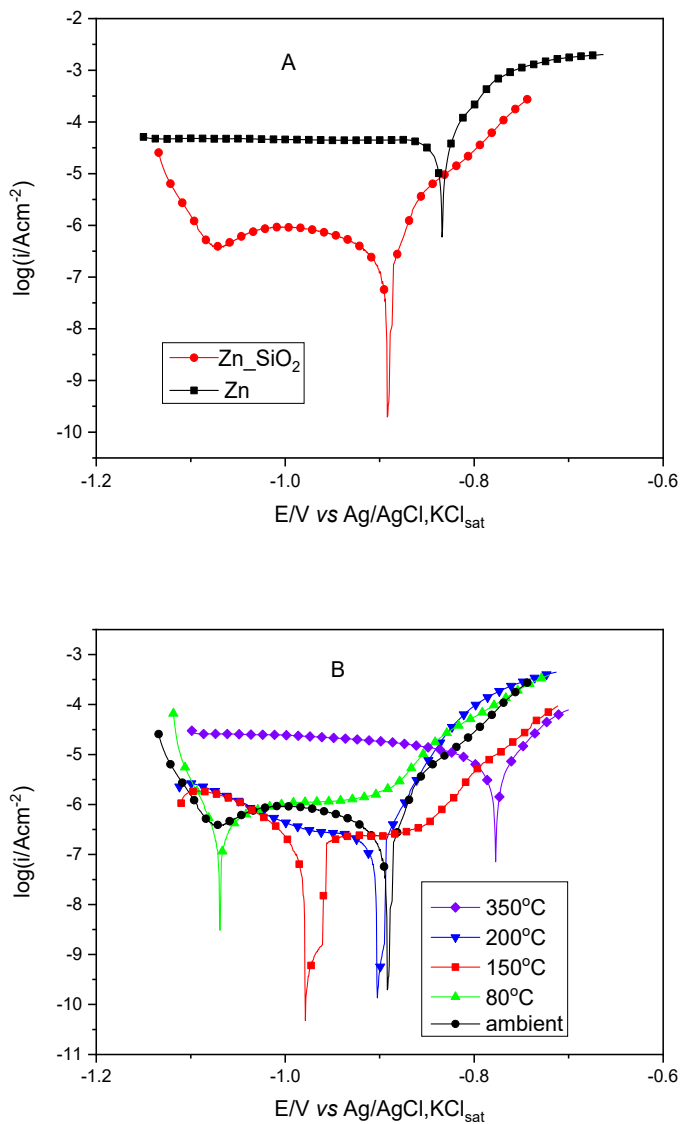 A
-2
-3
-4
-5
-6
-7
-8
-9
-10
log(i/Acm⁻²)
Zn_SiO₂
Zn
-1.2 -1.0 -0.8 -0.6
E/V vs Ag/AgCl,KCl_sat
B
-3
-4
-5
-6
-7
-8
-9
-10
-11
log(i/Acm⁻²)
350°C
200°C
150°C
80°C
ambient
-1.2 -1.0 -0.8 -0.6
E/V vs Ag/AgCl,KCl_sat